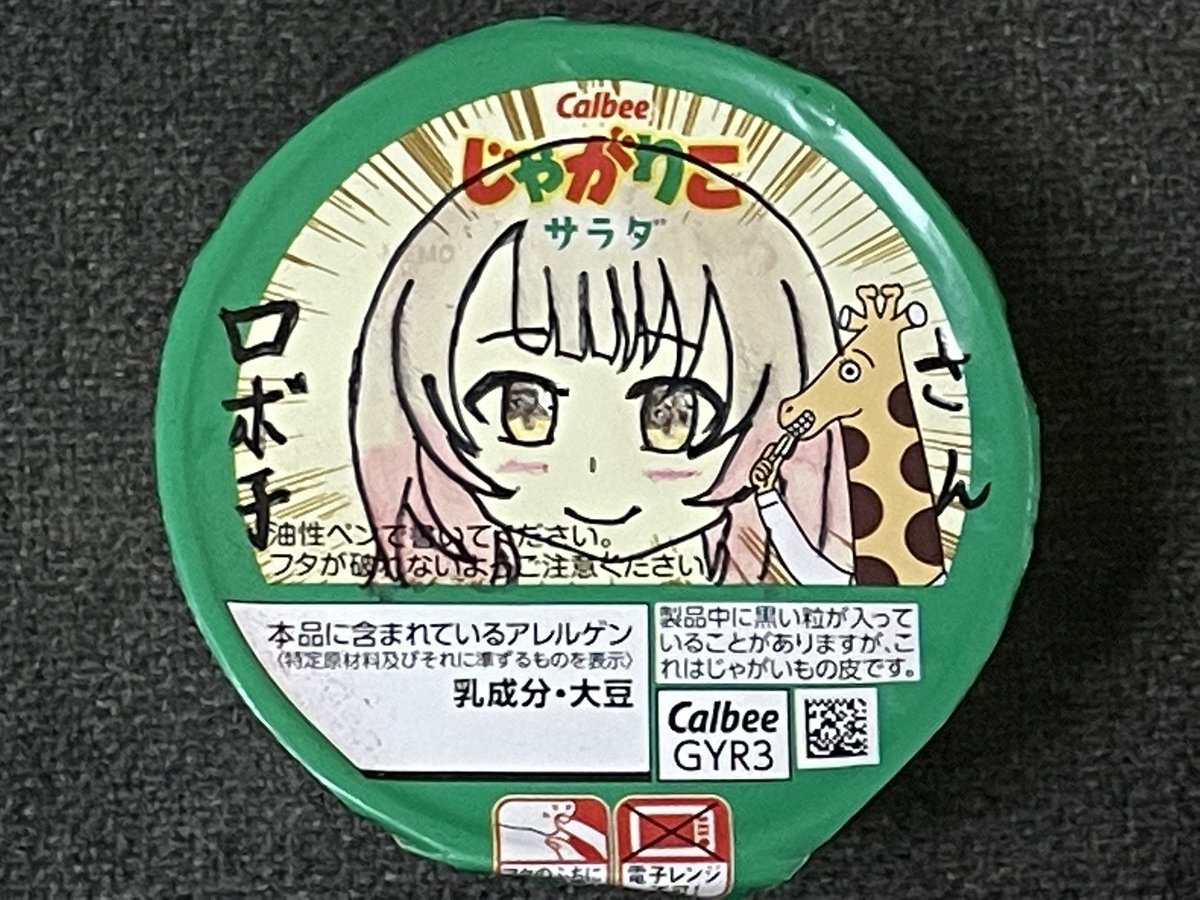 Calbee
じゃがりこ
サラダ
ロボ子
さん
油性ペンで書いてください。
フタが破れないようご注意ください
本品に含まれているアレルゲン
〈特定原材料及びそれに準ずるものを表示〉
乳成分・大豆
製品中に黒い粒が入って
いることがありますが、こ
れはじゃがいもの皮です。
Calbee
GYR3
フタのふちに
電子レンジ